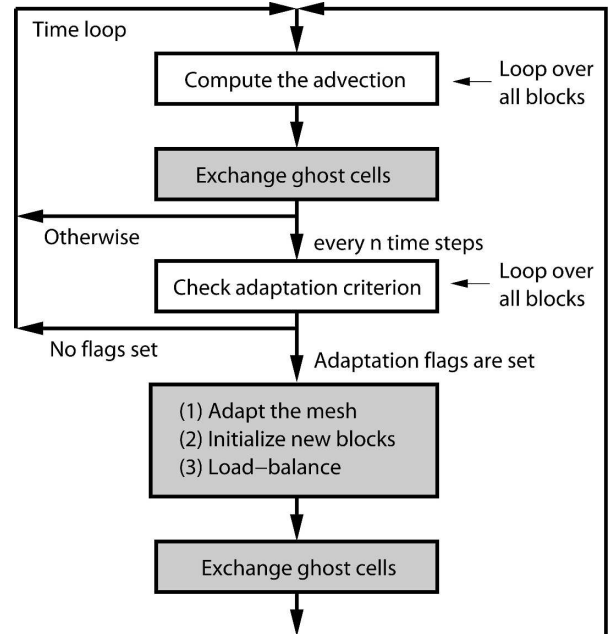 Time loop
Compute the advection
Loop over
all blocks
Exchange ghost cells
Otherwise
every n time steps
Check adaptation criterion
Loop over
all blocks
No flags set
Adaptation flags are set
(1) Adapt the mesh
(2) Initialize new blocks
(3) Load−balance
Exchange ghost cells